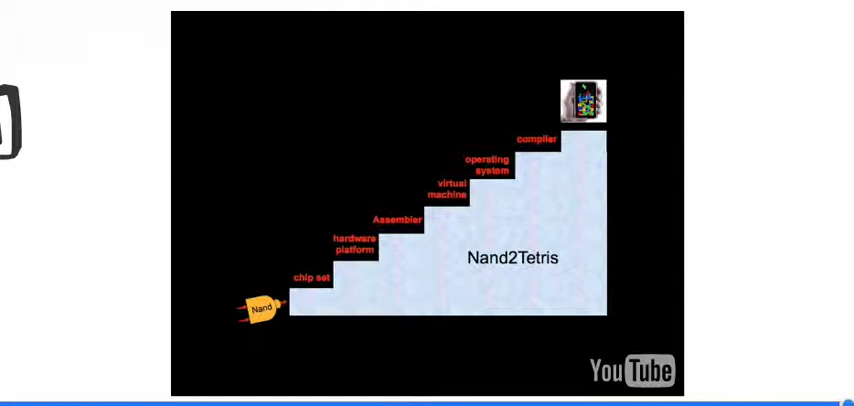 compiler
operating
system
virtual
machine
Assembler
hardware
platform
Nand2Tetris
chip set
Nand
YouTube